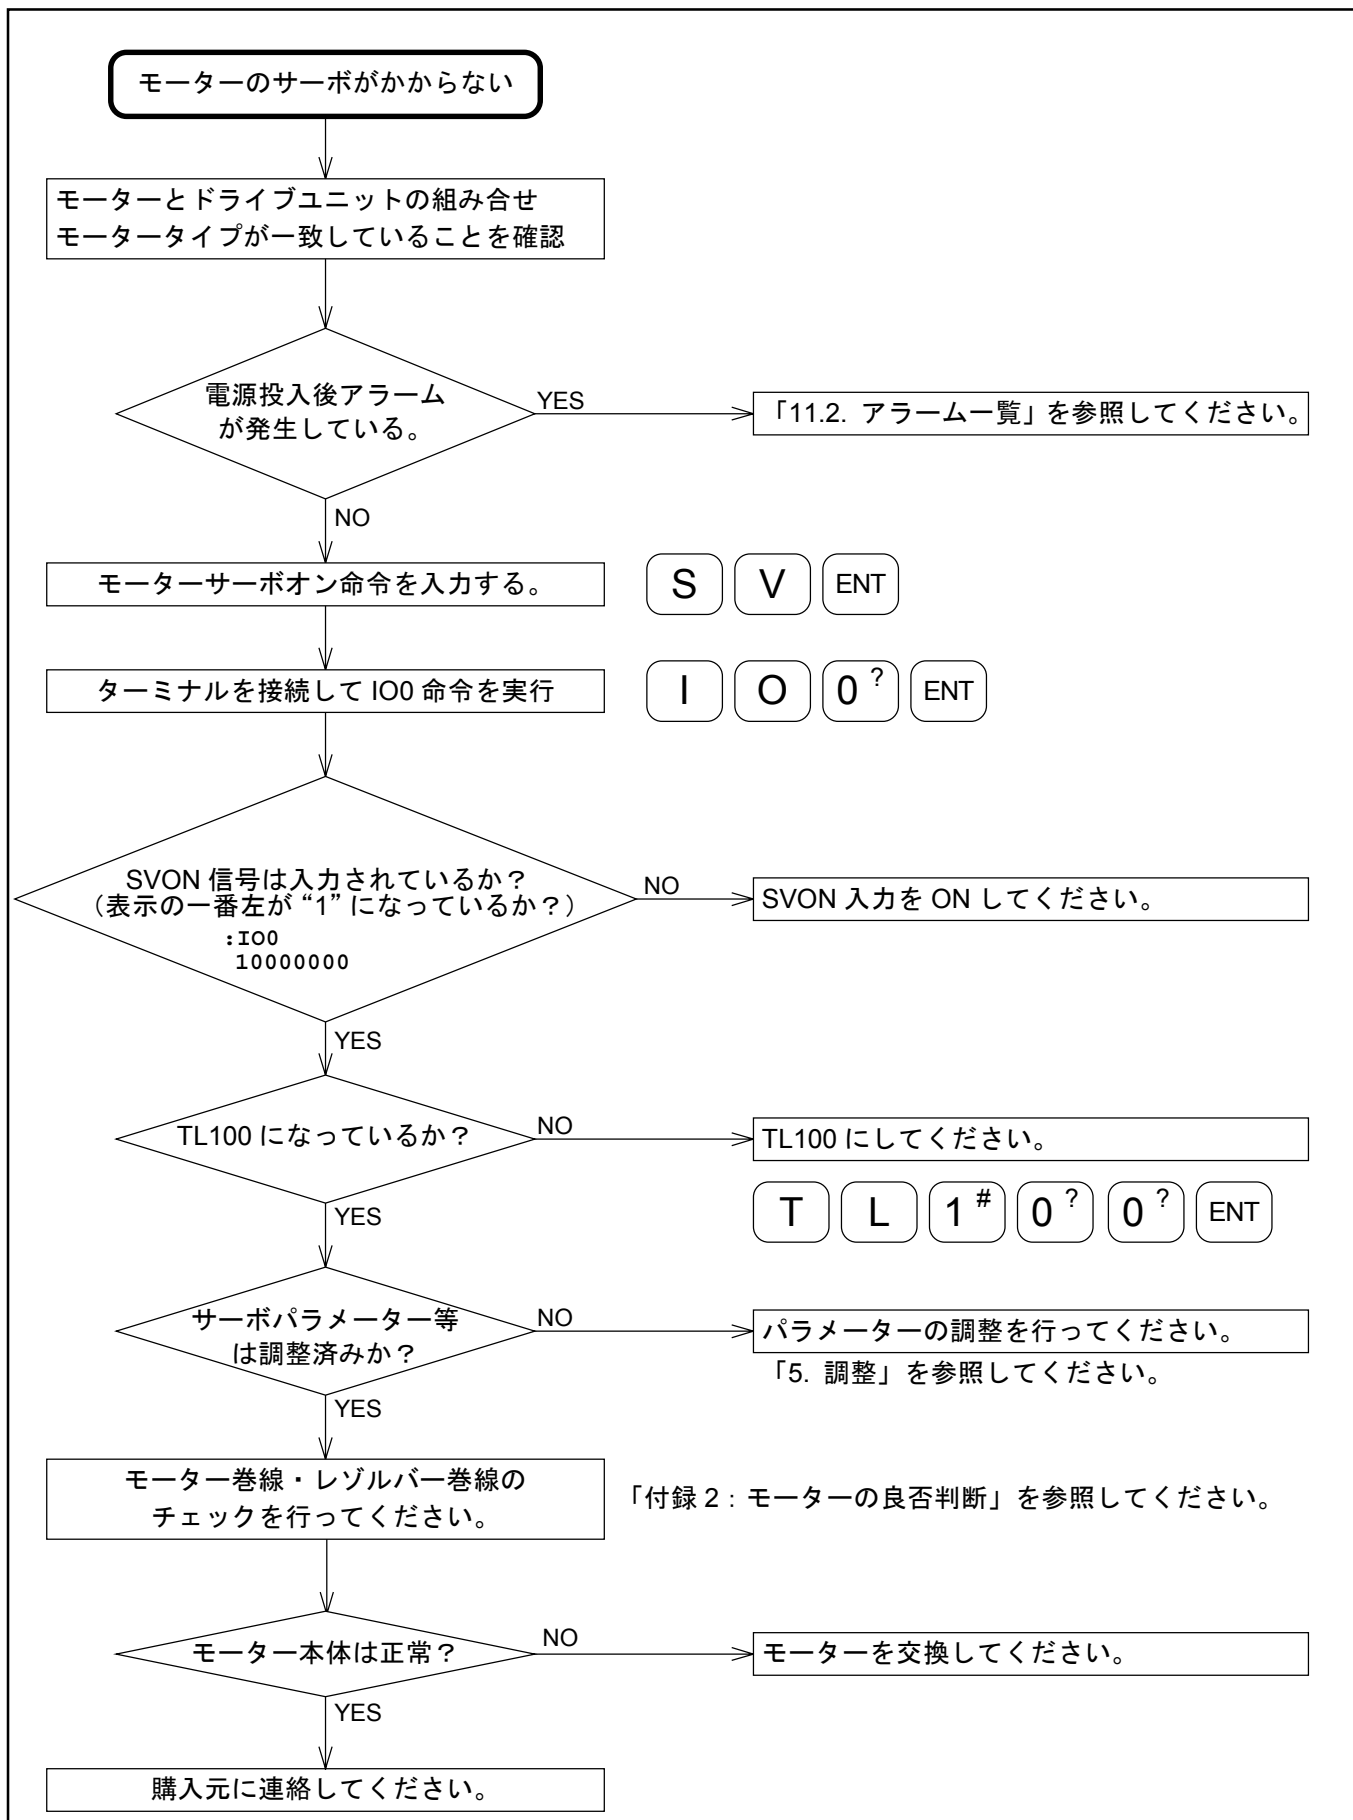 モーターのサーボがかからない
モーターとドライブユニットの組み合せ
モータータイプが一致していることを確認
電源投入後アラーム
が発生している。
YES
「11.2. アラーム一覧」を参照してください。
NO
モーターサーボオン命令を入力する。
S V ENT
ターミナルを接続して IO0 命令を実行
I O 0 ? ENT
SVON 信号は入力されているか？
（表示の一番左が “1” になっているか？）
:IO0
10000000
NO
SVON 入力を ON してください。
YES
TL100 になっているか？
NO
TL100 にしてください。
T L 1 # 0 ? 0 ? ENT
YES
サーボパラメーター等
は調整済みか？
NO
パラメーターの調整を行ってください。
「5. 調整」を参照してください。
YES
モーター巻線・レゾルバー巻線の
チェックを行ってください。
「付録 2：モーターの良否判断」を参照してください。
モーター本体は正常？
NO
モーターを交換してください。
YES
購入元に連絡してください。